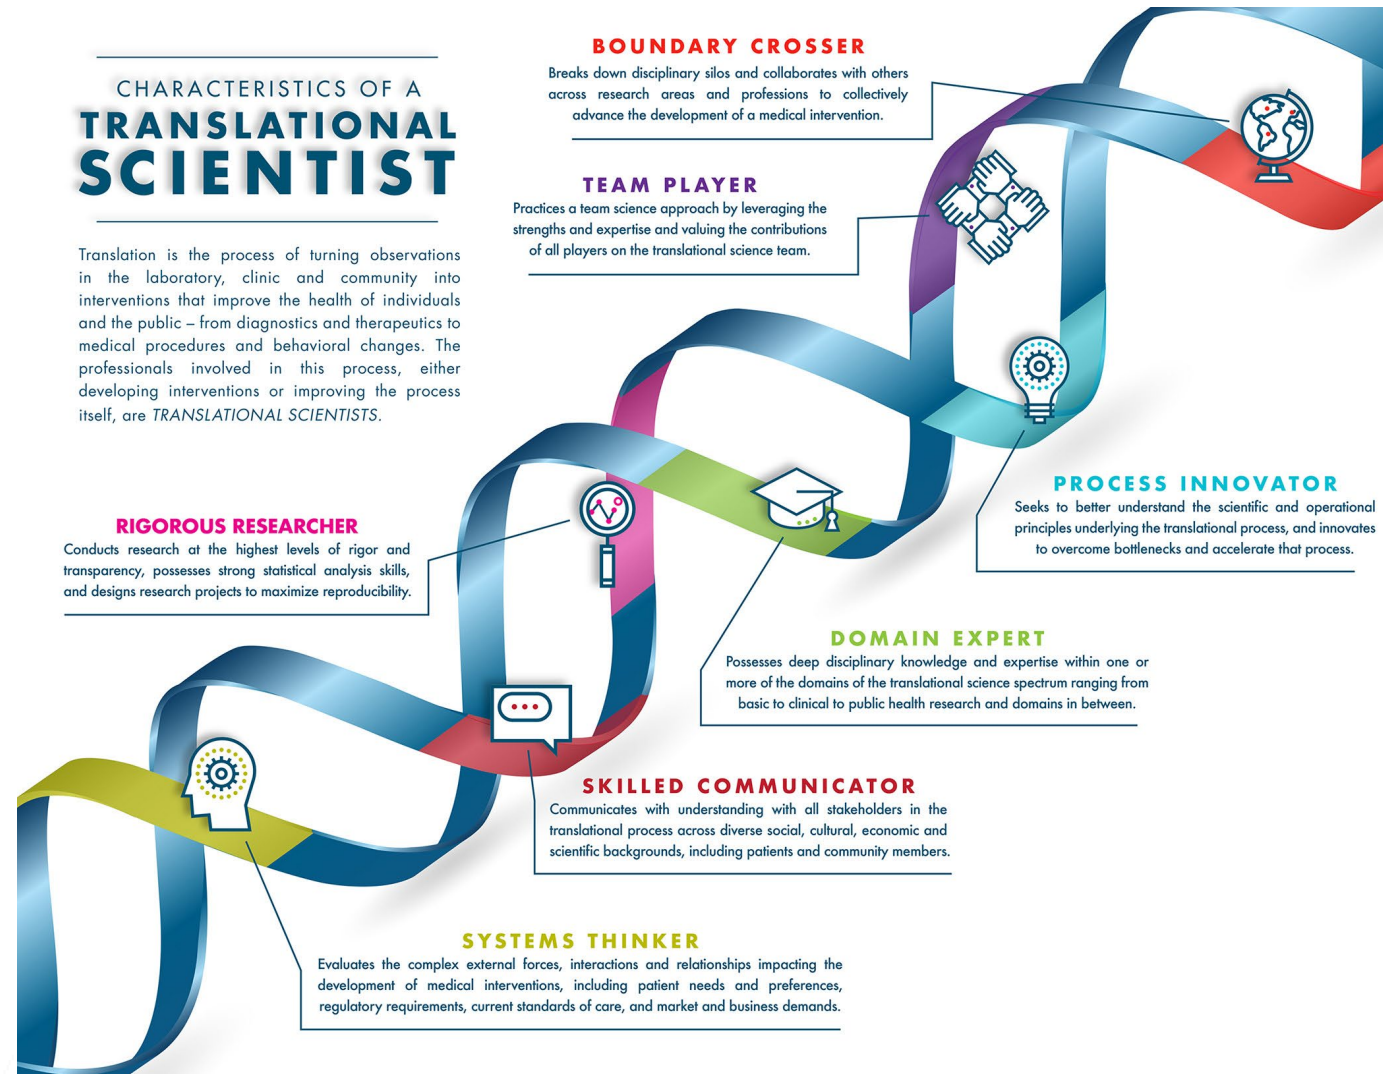 CHARACTERISTICS OF A
TRANSLATIONAL
SCIENTIST
Translation is the process of turning observations
in the laboratory, clinic and community into
interventions that improve the health of individuals
and the public – from diagnostics and therapeutics to
medical procedures and behavioral changes. The
professionals involved in this process, either
developing interventions or improving the process
itself, are TRANSLATIONAL SCIENTISTS.
BOUNDARY CROSSER
Breaks down disciplinary silos and collaborates with others
across research areas and professions to collectively
advance the development of a medical intervention.
TEAM PLAYER
Practices a team science approach by leveraging the
strengths and expertise and valuing the contributions
of all players on the translational science team.
PROCESS INNOVATOR
Seeks to better understand the scientific and operational
principles underlying the translational process, and innovates
to overcome bottlenecks and accelerate that process.
RIGOROUS RESEARCHER
Conducts research at the highest levels of rigor and
transparency, possesses strong statistical analysis skills,
and designs research projects to maximize reproducibility.
DOMAIN EXPERT
Possesses deep disciplinary knowledge and expertise within one or
more of the domains of the translational science spectrum ranging from
basic to clinical to public health research and domains in between.
SKILLED COMMUNICATOR
Communicates with understanding with all stakeholders in the
translational process across diverse social, cultural, economic and
scientific backgrounds, including patients and community members.
SYSTEMS THINKER
Evaluates the complex external forces, interactions and relationships impacting the
development of medical interventions, including patient needs and preferences,
regulatory requirements, current standards of care, and market and business demands.